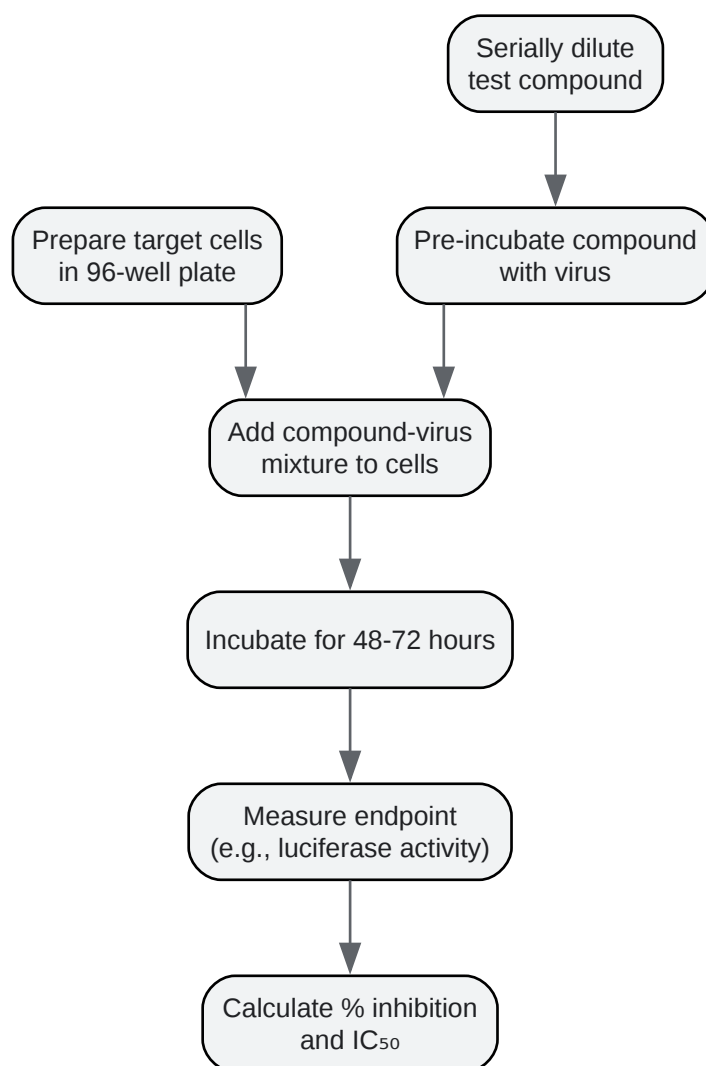 Serially dilute
test compound
Prepare target cells
in 96-well plate
Pre-incubate compound
with virus
Add compound-virus
mixture to cells
Incubate for 48-72 hours
Measure endpoint
(e.g., luciferase activity)
Calculate % inhibition
and IC₅₀